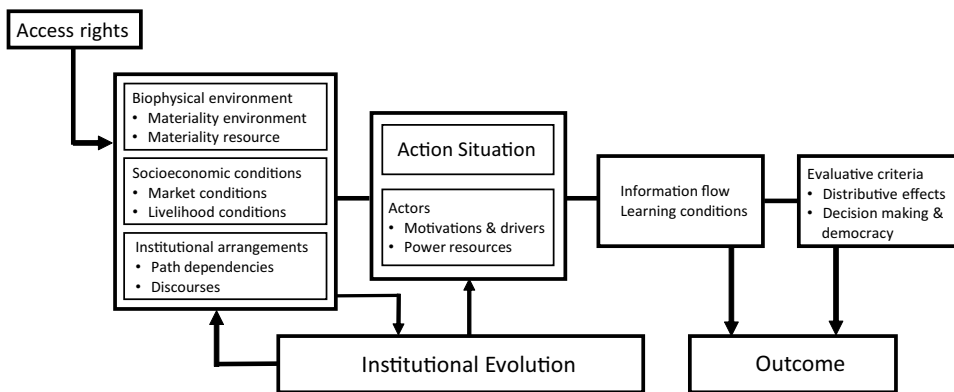 Access rights
Biophysical environment
• Materiality environment
• Materiality resource
Socioeconomic conditions
• Market conditions
• Livelihood conditions
Institutional arrangements
• Path dependencies
• Discourses
Action Situation
Actors
• Motivations & drivers
• Power resources
Information flow
Learning conditions
Evaluative criteria
• Distributive effects
• Decision making &
democracy
Institutional Evolution
Outcome